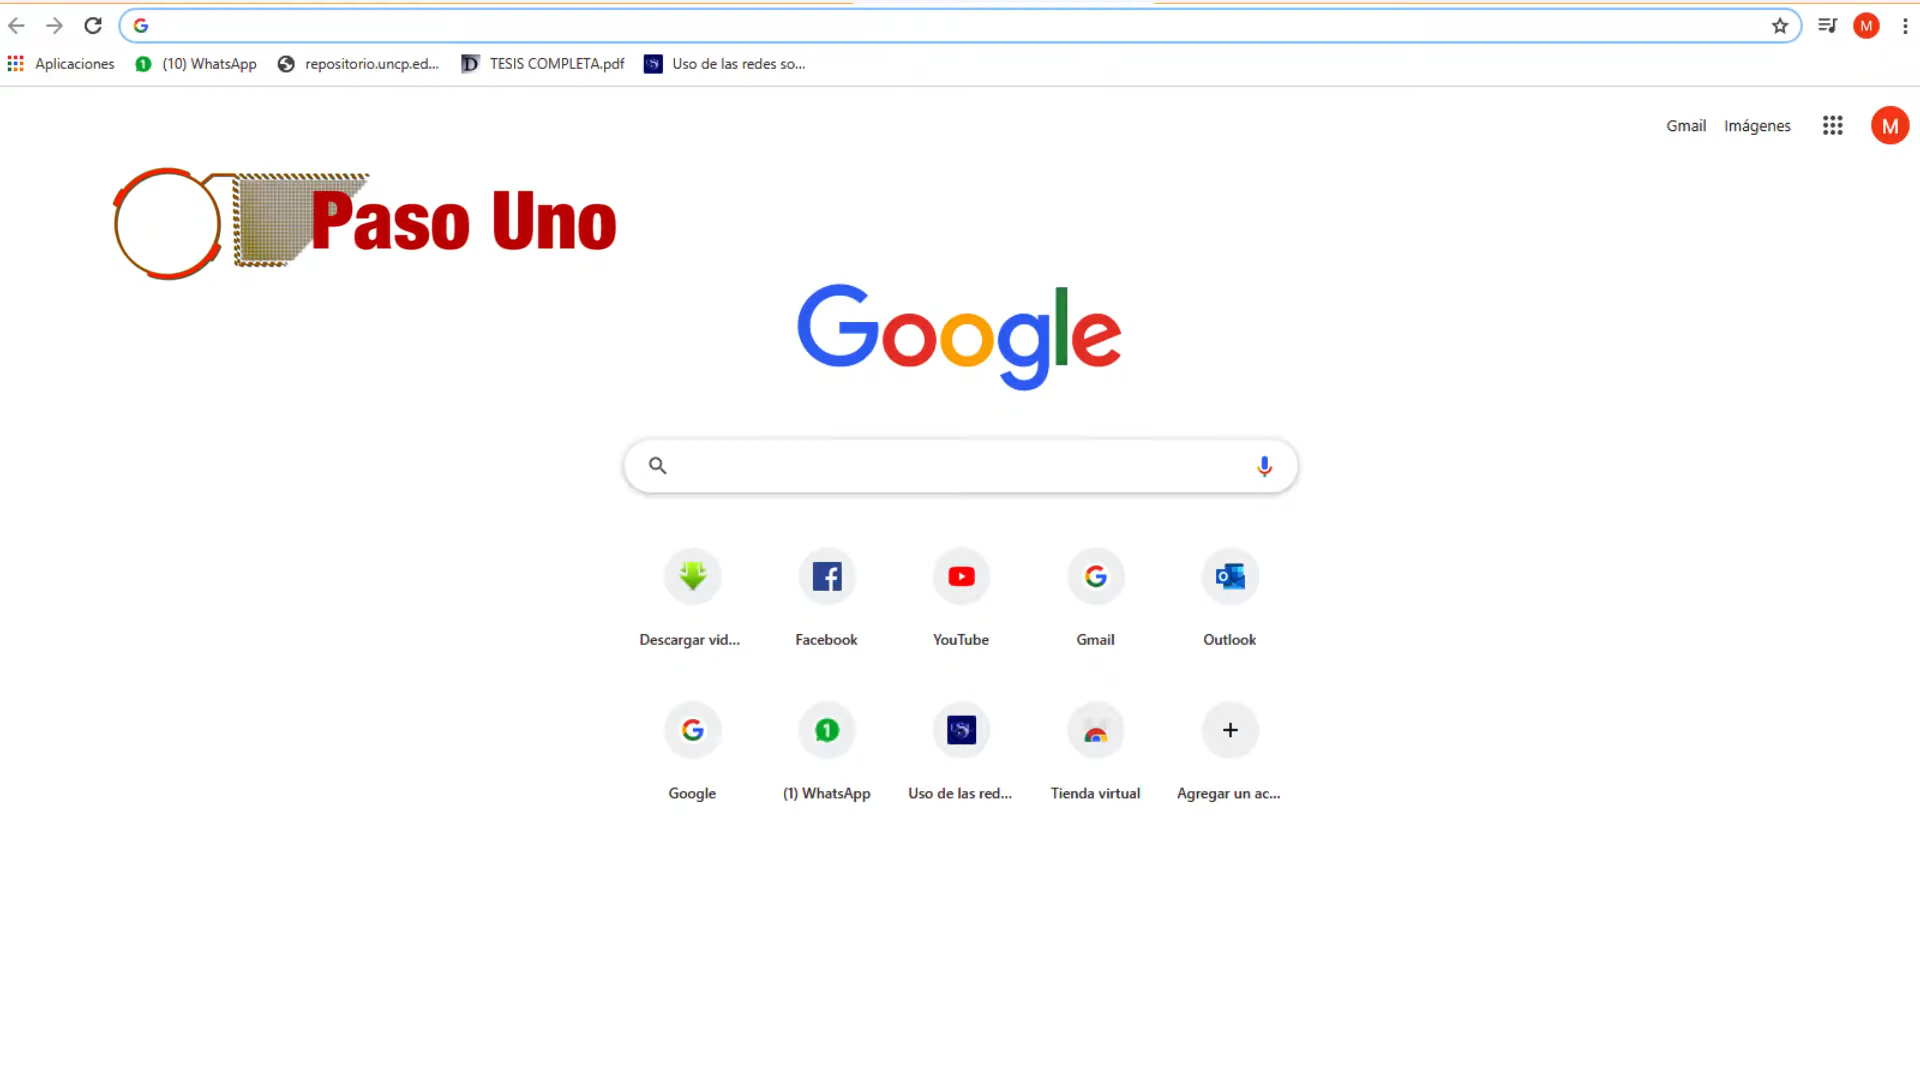 M
Aplicaciones (10) WhatsApp repositorio.uncp.ed... TESIS COMPLETA.pdf Uso de las redes so...
Gmail Imágenes M
Paso Uno
Google
Descargar vid... Facebook YouTube Gmail Outlook
Google (1) WhatsApp Uso de las red... Tienda virtual Agregar un ac...